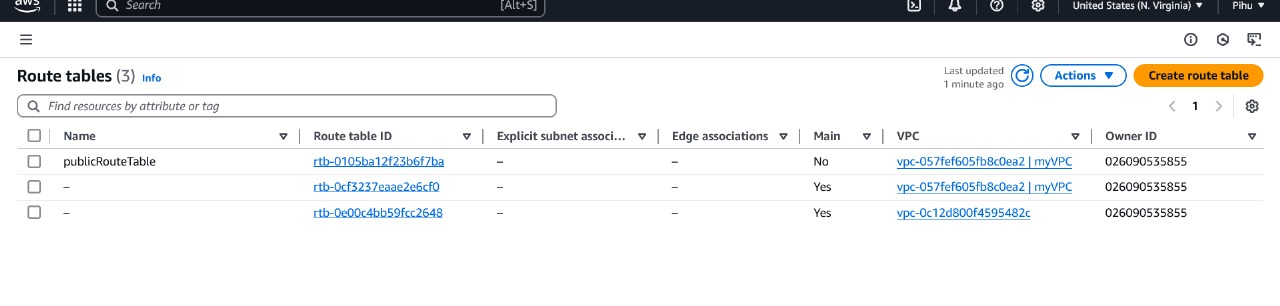 aws
Search [Alt+S] United States (N. Virginia) ▼ Pihu ▼
Route tables (3) Info
Last updated
1 minute ago
Actions ▼
Create route table
Find resources by attribute or tag
1
Name Route table ID Explicit subnet associ... Edge associations Main VPC Owner ID
publicRouteTable rtb-0105ba12f23b6f7ba – – No vpc-057fef605fb8c0ea2 | myVPC 026090535855
– rtb-0cf3237eaae2e6cf0 – – Yes vpc-057fef605fb8c0ea2 | myVPC 026090535855
– rtb-0e00c4bb59fcc2648 – – Yes vpc-0c12d800f4595482c 026090535855